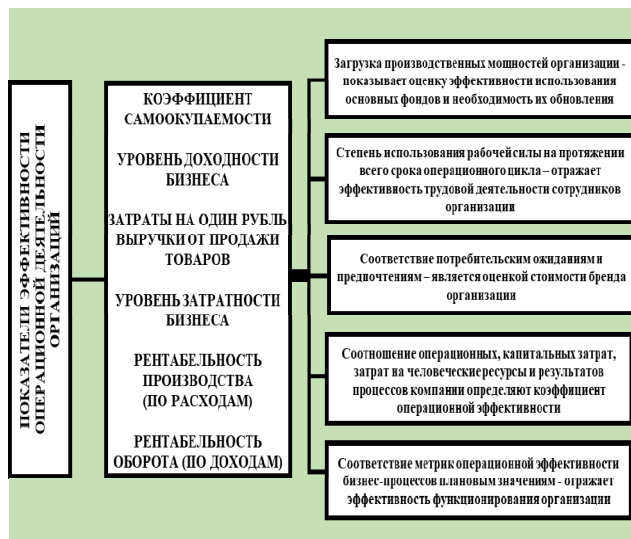 ПОКАЗАТЕЛИ ЭФФЕКТИВНОСТИ
ОПЕРАЦИОННОЙ ДЕЯТЕЛЬНОСТИ
ОРГАНИЗАЦИЙ
КОЭФФИЦИЕНТ
САМООКУПАЕМОСТИ
УРОВЕНЬ ДОХОДНОСТИ
БИЗНЕСА
ЗАТРАТЫ НА ОДИН РУБЛЬ
ВЫРУЧКИ ОТ ПРОДАЖИ
ТОВАРОВ
УРОВЕНЬ ЗАТРАТНОСТИ
БИЗНЕСА
РЕНТАБЕЛЬНОСТЬ
ПРОИЗВОДСТВА
(ПО РАСХОДАМ)
РЕНТАБЕЛЬНОСТЬ
ОБОРОТА (ПО ДОХОДАМ)
Загрузка производственных мощностей организации -
показывает оценку эффективности использования
основных фондов и необходимость их обновления
Степень использования рабочей силы на протяжении
всего срока операционного цикла – отражает
эффективность трудовой деятельности сотрудников
организации
Соответствие потребительским ожиданиям и
предпочтениям – является оценкой стоимости бренда
организации
Соотношение операционных, капитальных затрат,
затрат на человеческие ресурсы и результатов
процессов компании определяют коэффициент
операционной эффективности
Соответствие метрик операционной эффективности
бизнес-процессов плановым значениям - отражает
эффективность функционирования организации